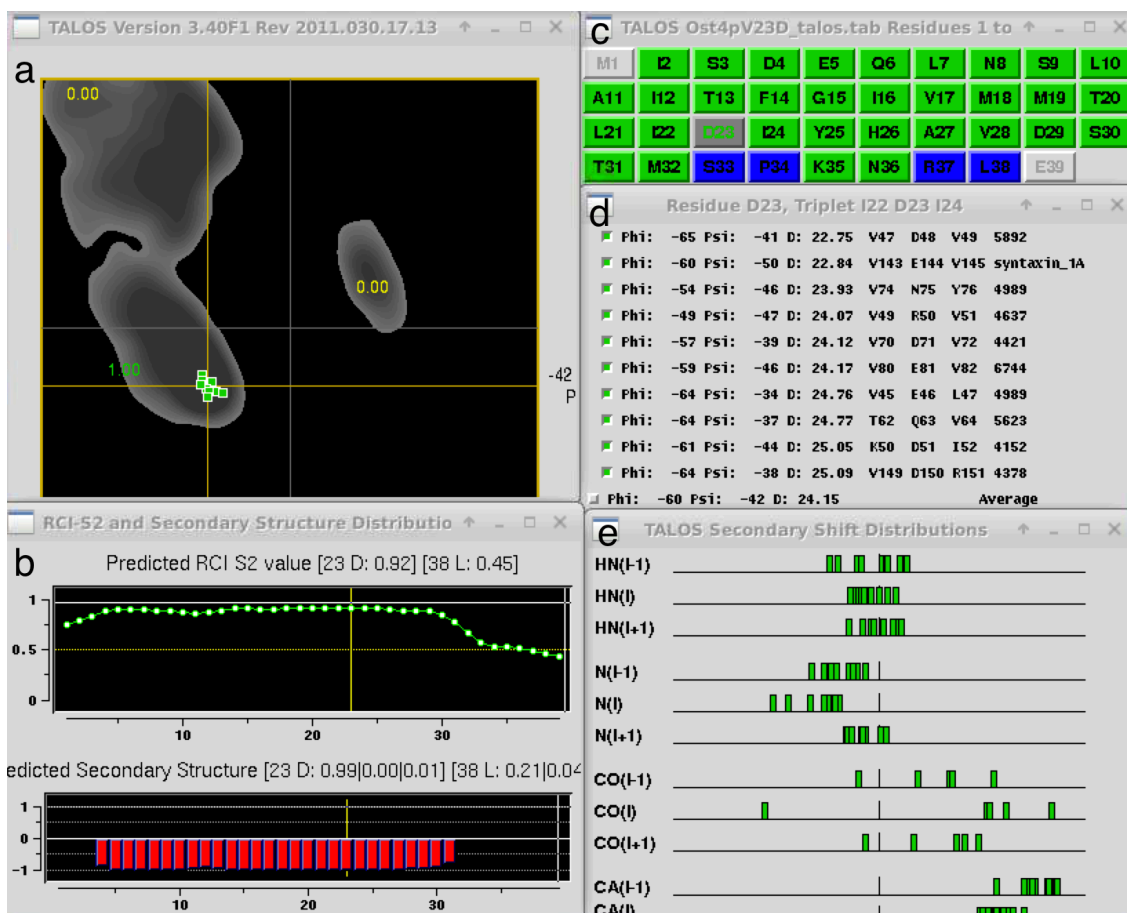 TALOS Version 3.40F1 Rev 2011.030.17.13
a
0.00
0.00
1.00
-42
P
TALOS Ost4pV23D_talos.tab Residues 1 to
c
M1 I2 S3 D4 E5 Q6 L7 N8 S9 L10
A11 I12 T13 F14 G15 I16 V17 M18 M19 T20
L21 I22 D23 I24 Y25 H26 A27 V28 D29 S30
T31 M32 S33 P34 K35 N36 R37 L38 E39
d
Residue D23, Triplet I22 D23 I24
Phi: -65 Psi: -41 D: 22.75 V47 D48 V49 5892
Phi: -60 Psi: -50 D: 22.84 V143 E144 V145 syntaxin_1A
Phi: -54 Psi: -46 D: 23.93 V74 N75 Y76 4989
Phi: -49 Psi: -47 D: 24.07 V49 R50 V51 4637
Phi: -57 Psi: -39 D: 24.12 V70 D71 V72 4421
Phi: -59 Psi: -46 D: 24.17 V80 E81 V82 6744
Phi: -64 Psi: -34 D: 24.76 V45 E46 L47 4989
Phi: -64 Psi: -37 D: 24.77 T62 Q63 V64 5623
Phi: -61 Psi: -44 D: 25.05 K50 D51 I52 4152
Phi: -64 Psi: -38 D: 25.09 V149 D150 R151 4378
Phi: -60 Psi: -42 D: 24.15 Average
RCI-S2 and Secondary Structure Distributio
b
Predicted RCI S2 value [23 D: 0.92] [38 L: 0.45]
1
0.5
0
10 20 30
edicted Secondary Structure [23 D: 0.99|0.00|0.01] [38 L: 0.21|0.04
1
0
-1
10 20 30
e
TALOS Secondary Shift Distributions
HN(I-1)
HN(I)
HN(I+1)
N(I-1)
N(I)
N(I+1)
CO(I-1)
CO(I)
CO(I+1)
CA(I-1)
CA(I)